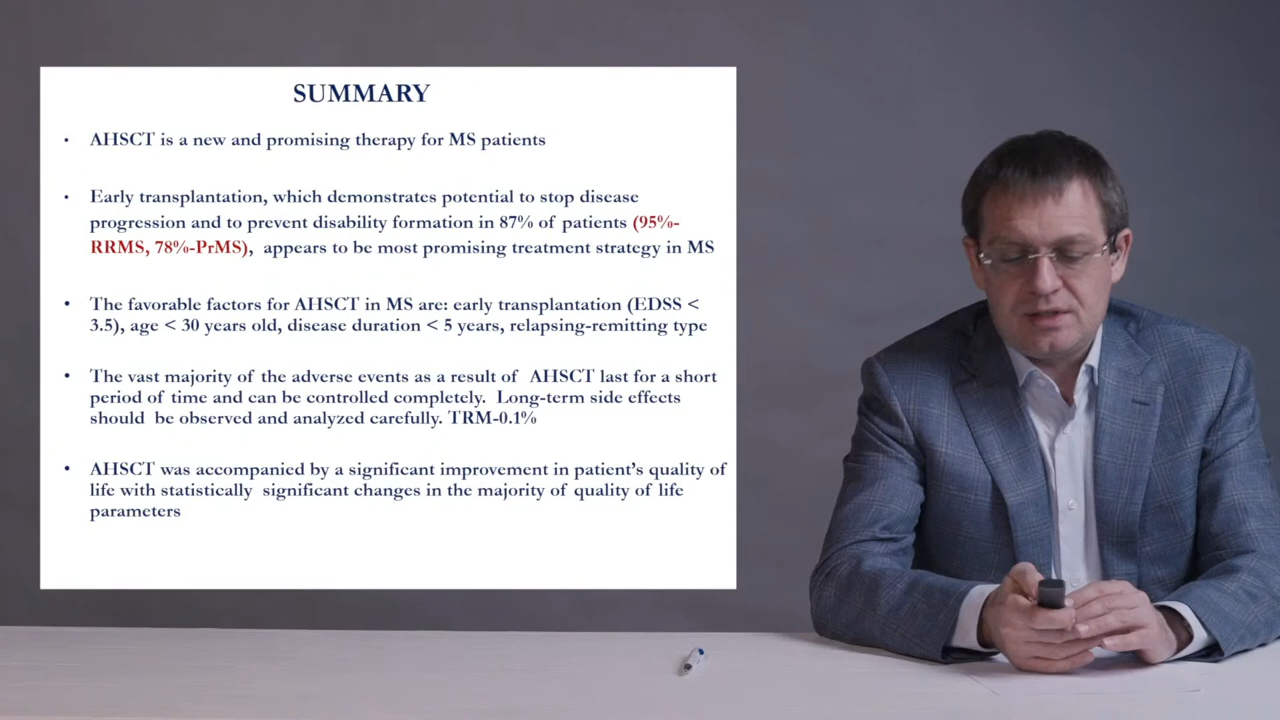 SUMMARY
• AHSCT is a new and promising therapy for MS patients
• Early transplantation, which demonstrates potential to stop disease
progression and to prevent disability formation in 87% of patients (95%-
RRMS, 78%-PrMS), appears to be most promising treatment strategy in MS
• The favorable factors for AHSCT in MS are: early transplantation (EDSS <
3.5), age < 30 years old, disease duration < 5 years, relapsing-remitting type
• The vast majority of the adverse events as a result of AHSCT last for a short
period of time and can be controlled completely. Long-term side effects
should be observed and analyzed carefully. TRM-0.1%
• AHSCT was accompanied by a significant improvement in patient’s quality of
life with statistically significant changes in the majority of quality of life
parameters